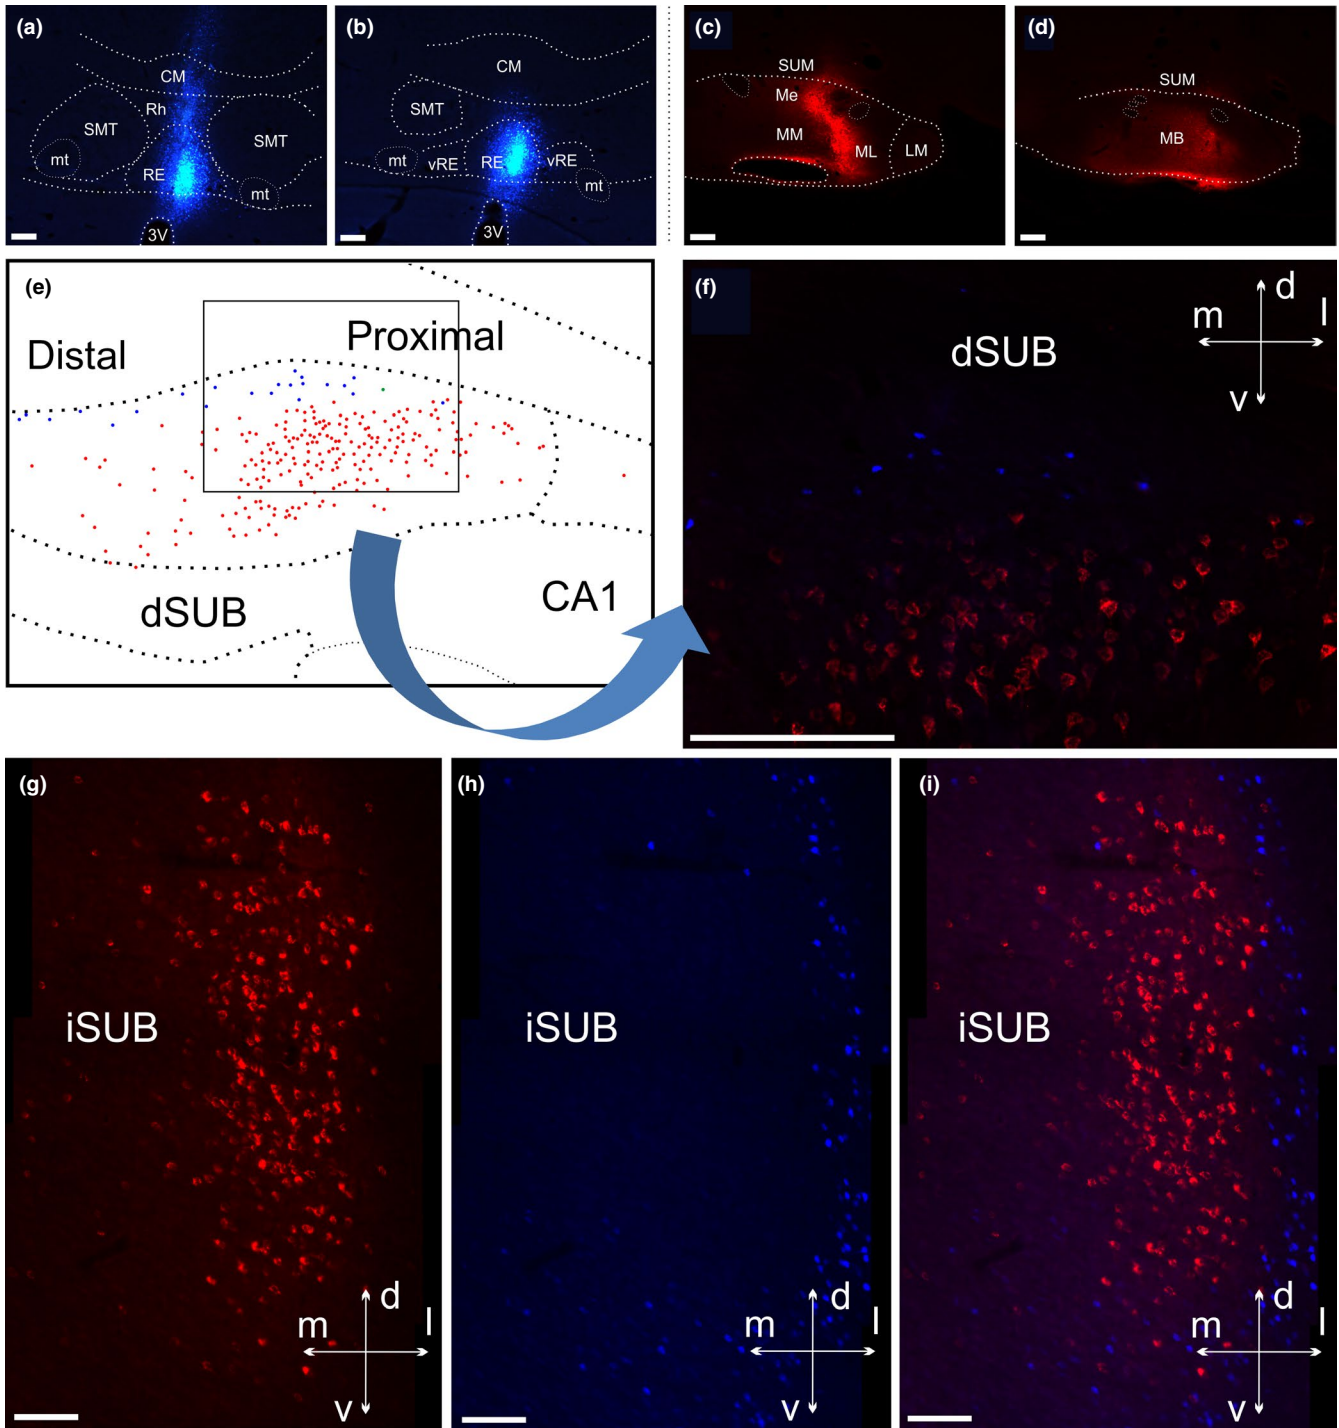 (a)
CM
Rh
SMT
SMT
mt
RE
mt
3V
(b)
CM
SMT
mt
vRE
RE
vRE
mt
3V
(c)
SUM
Me
MM
ML
LM
(d)
SUM
MB
(e)
Distal
Proximal
dSUB
CA1
(f)
d
m
l
v
dSUB
(g)
iSUB
d
m
l
v
(h)
iSUB
d
m
l
v
(i)
iSUB
d
m
l
v